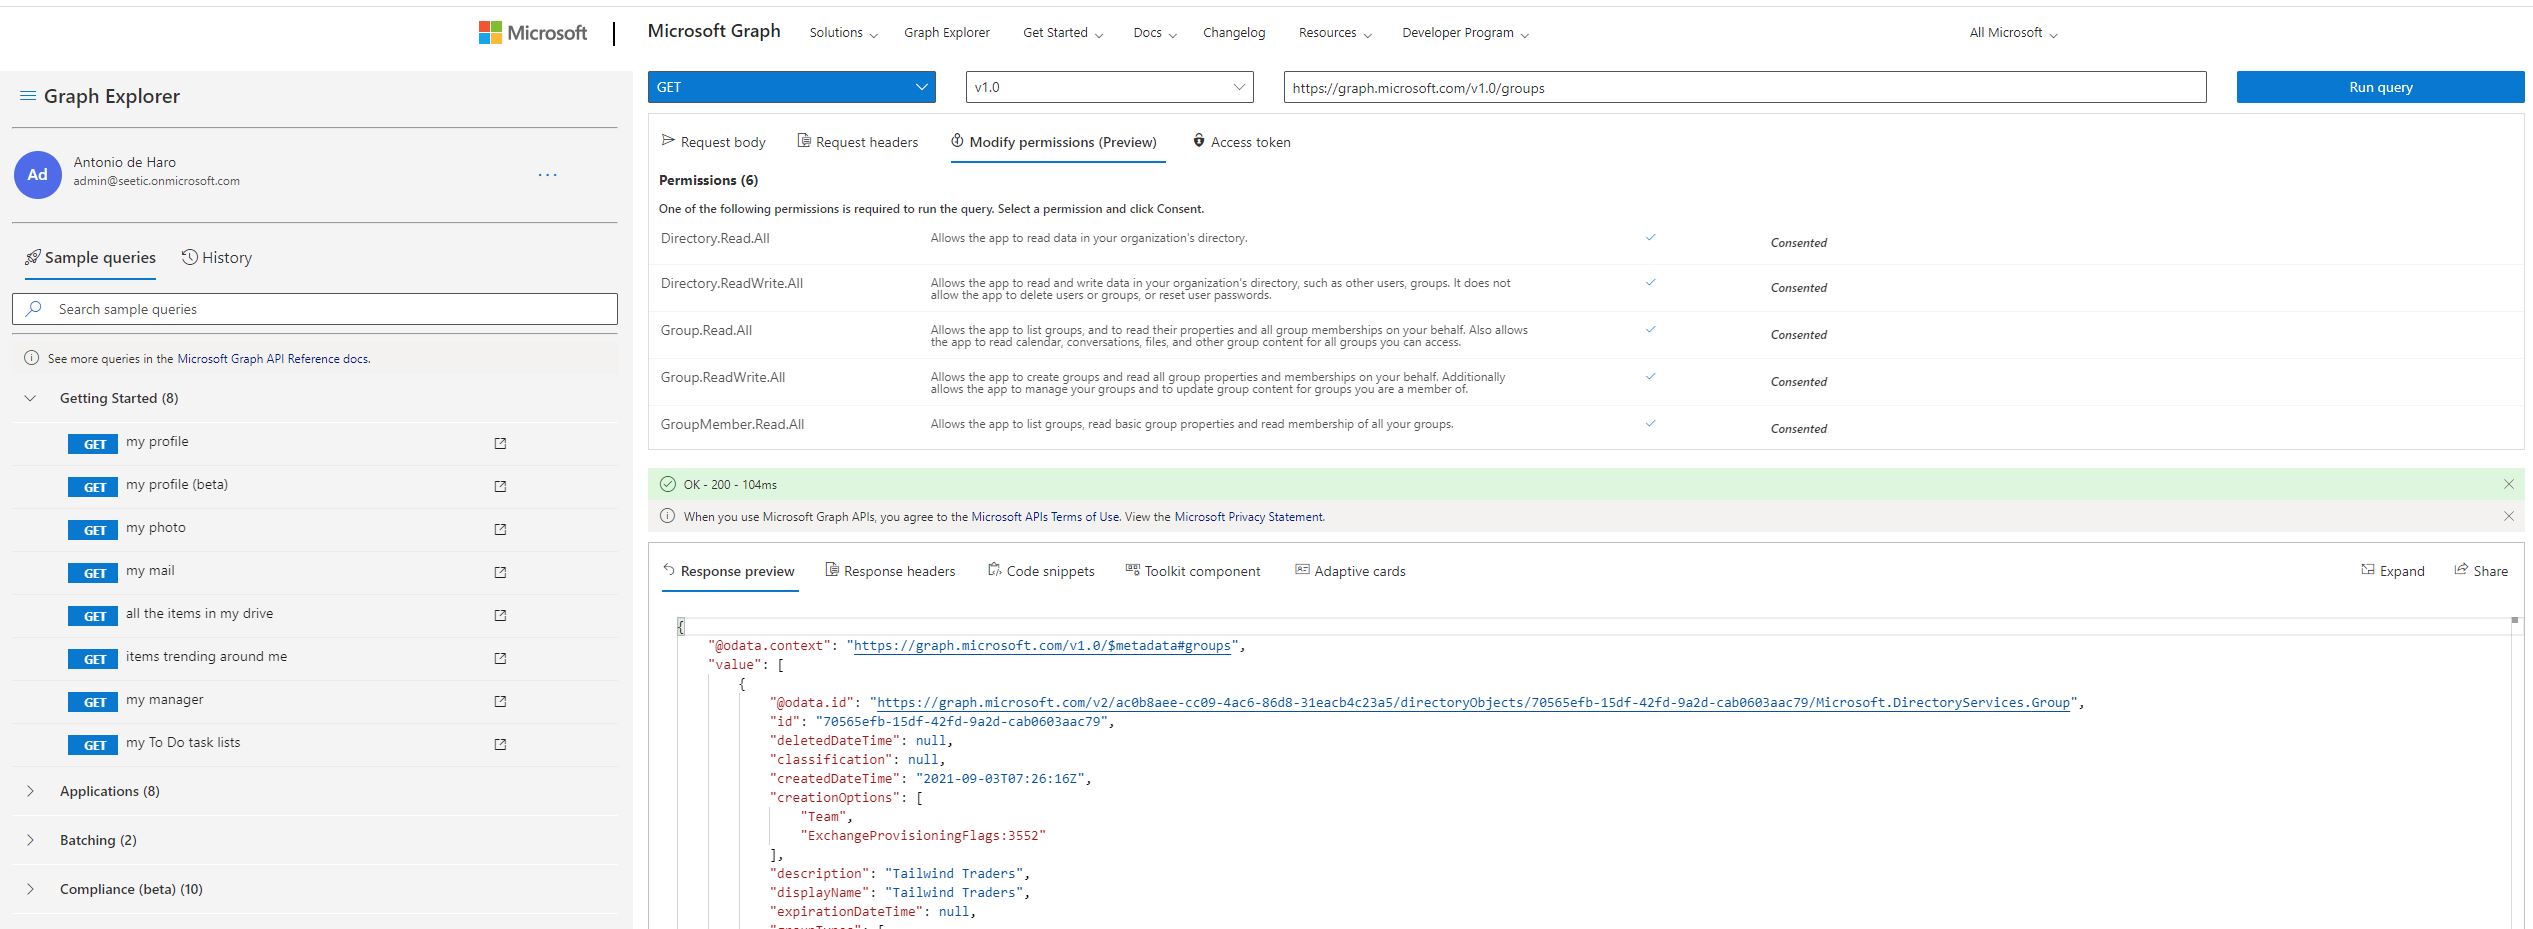 Microsoft
Microsoft Graph
Solutions
Graph Explorer
Get Started
Docs
Changelog
Resources
Developer Program
All Microsoft
Graph Explorer
Ad
Antonio de Haro
admin@seetic.onmicrosoft.com
...
Sample queries
History
Search sample queries
See more queries in the Microsoft Graph API Reference docs.
Getting Started (8)
GET my profile
GET my profile (beta)
GET my photo
GET my mail
GET all the items in my drive
GET items trending around me
GET my manager
GET my To Do task lists
Applications (8)
Batching (2)
Compliance (beta) (10)
GET
v1.0
https://graph.microsoft.com/v1.0/groups
Run query
Request body
Request headers
Modify permissions (Preview)
Access token
Permissions (6)
One of the following permissions is required to run the query. Select a permission and click Consent.
Directory.Read.All
Allows the app to read data in your organization's directory.
Consented
Directory.ReadWrite.All
Allows the app to read and write data in your organization's directory, such as other users, groups. It does not
allow the app to delete users or groups, or reset user passwords.
Consented
Group.Read.All
Allows the app to list groups, and to read their properties and all group memberships on your behalf. Also allows
the app to read calendar, conversations, files, and other group content for all groups you can access.
Consented
Group.ReadWrite.All
Allows the app to create groups and read all group properties and memberships on your behalf. Additionally
allows the app to manage your groups and to update group content for groups you are a member of.
Consented
GroupMember.Read.All
Allows the app to list groups, read basic group properties and read membership of all your groups.
Consented
OK - 200 - 104ms
When you use Microsoft Graph APIs, you agree to the Microsoft APIs Terms of Use. View the Microsoft Privacy Statement.
Response preview
Response headers
Code snippets
Toolkit component
Adaptive cards
Expand
Share
{
"@odata.context": "https://graph.microsoft.com/v1.0/$metadata#groups",
"value": [
{
"@odata.id": "https://graph.microsoft.com/v2/ac0b8aee-cc09-4ac6-86d8-31eacb4c23a5/directoryObjects/70565efb-15df-42fd-9a2d-cab0603aac79/Microsoft.DirectoryServices.Group",
"id": "70565efb-15df-42fd-9a2d-cab0603aac79",
"deletedDateTime": null,
"classification": null,
"createdDateTime": "2021-09-03T07:26:16Z",
"creationOptions": [
"Team",
"ExchangeProvisioningFlags:3552"
],
"description": "Tailwind Traders",
"displayName": "Tailwind Traders",
"expirationDateTime": null,